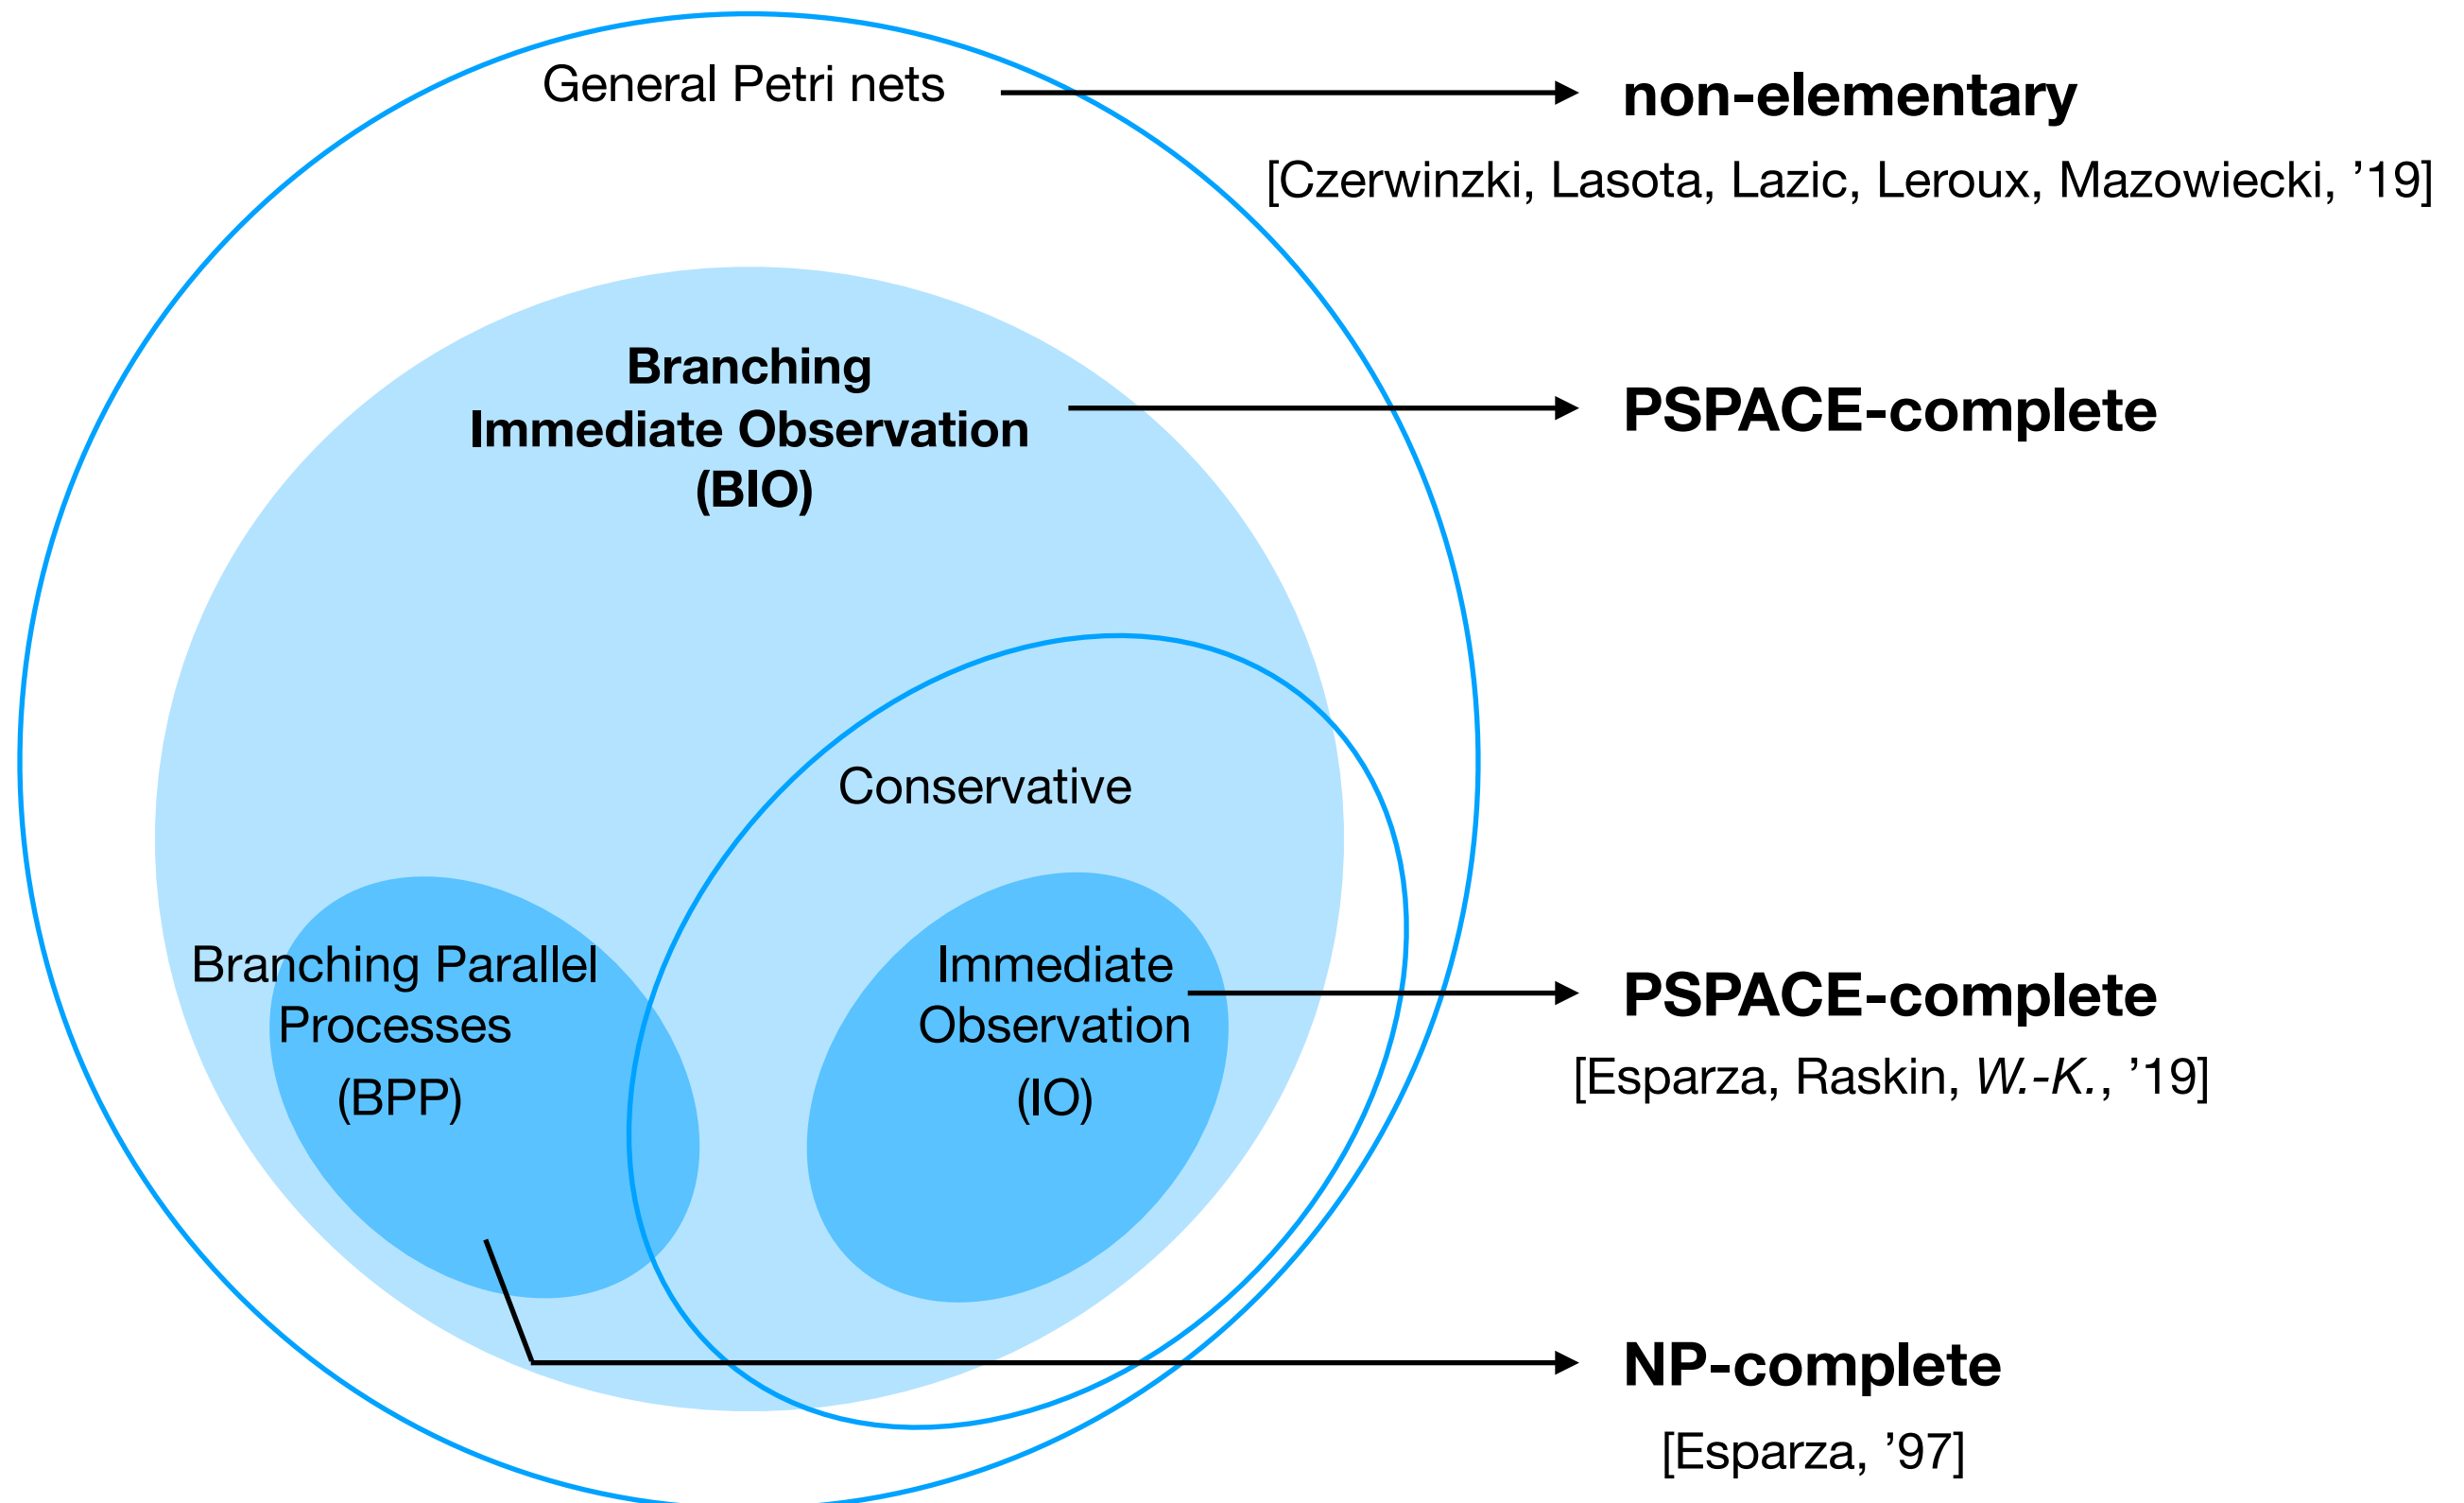 General Petri nets
non-elementary
[Czerwinzki, Lasota, Lazic, Leroux, Mazowiecki, ’19]
Branching
Immediate Observation
(BIO)
PSPACE-complete
Conservative
Branching Parallel
Processes
(BPP)
Immediate
Observation
(IO)
PSPACE-complete
[Esparza, Raskin, W.-K., ’19]
NP-complete
[Esparza, ’97]